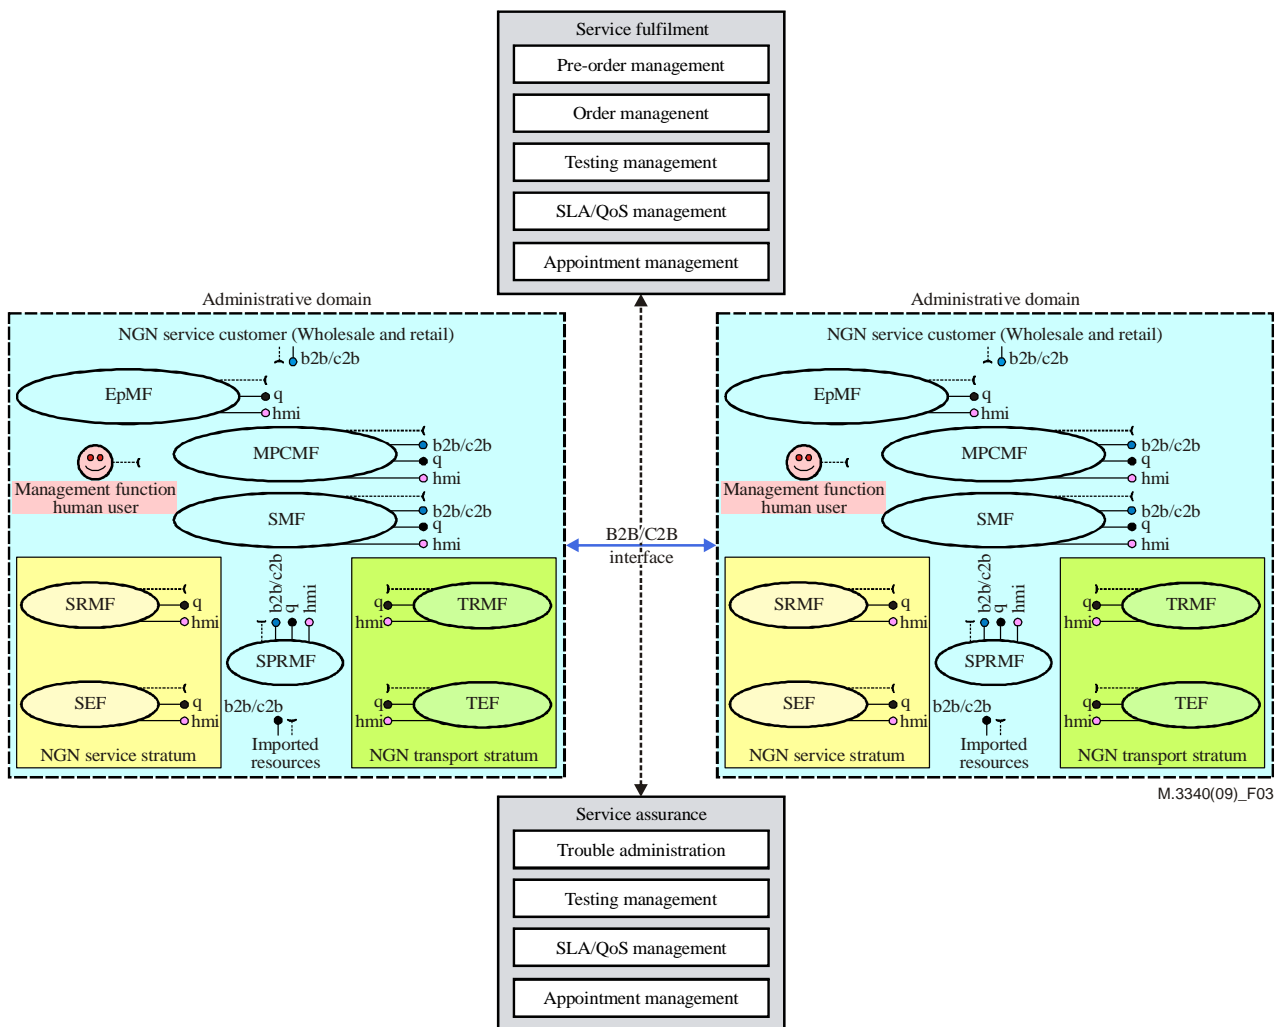 Service fulfilment
Pre-order management
Order managenent
Testing management
SLA/QoS management
Appointment management
Administrative domain
NGN service customer (Wholesale and retail)
b2b/c2b
EpMF
q
hmi
MPCMF
b2b/c2b
q
hmi
Management function
human user
SMF
b2b/c2b
q
hmi
SRMF
q
hmi
b2b/c2b
q
hmi
SPRMF
TRMF
q
hmi
SEF
q
hmi
b2b/c2b
Imported
resources
TEF
q
hmi
NGN service stratum
NGN transport stratum
B2B/C2B
interface
Administrative domain
NGN service customer (Wholesale and retail)
b2b/c2b
EpMF
q
hmi
MPCMF
b2b/c2b
q
hmi
Management function
human user
SMF
b2b/c2b
q
hmi
SRMF
q
hmi
b2b/c2b
q
hmi
SPRMF
TRMF
q
hmi
SEF
q
hmi
b2b/c2b
Imported
resources
TEF
q
hmi
NGN service stratum
NGN transport stratum
M.3340(09)_F03
Service assurance
Trouble administration
Testing management
SLA/QoS management
Appointment management